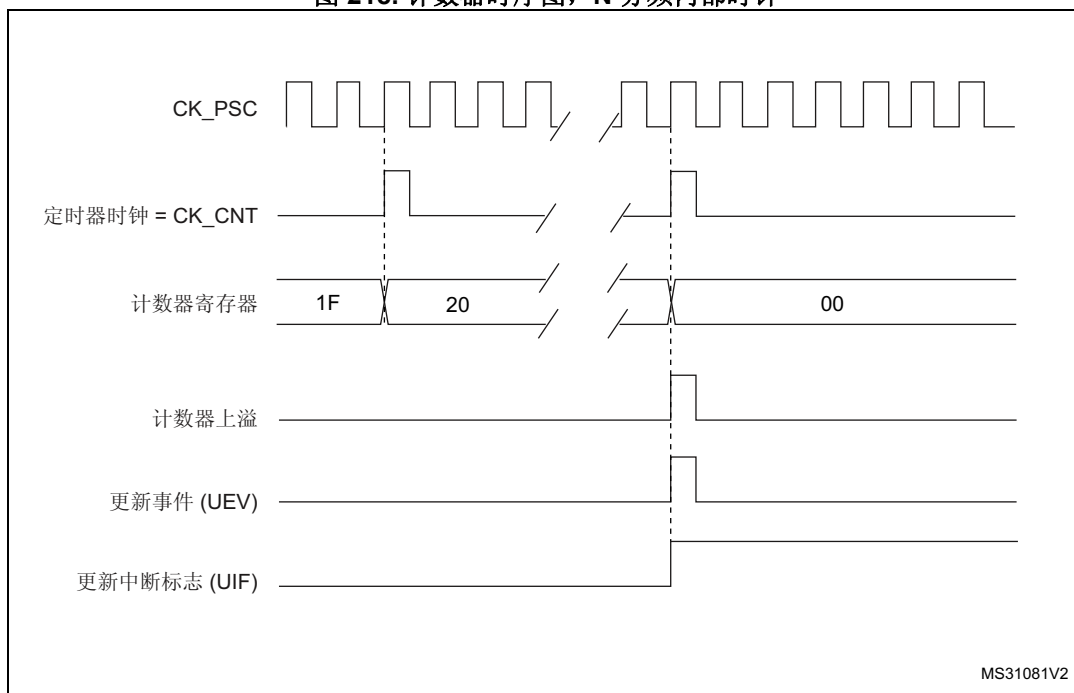 CK_PSC
定时器时钟 = CK_CNT
计数器寄存器
1F
20
00
计数器上溢
更新事件 (UEV)
更新中断标志 (UIF)
MS31081V2